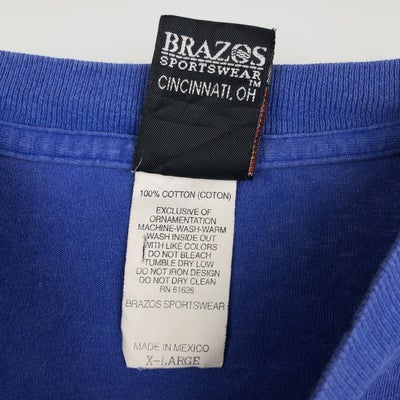 BRAZOS
SPORTSWEAR™
CINCINNATI, OH
100% COTTON (COTON)
EXCLUSIVE OF
ORNAMENTATION
MACHINE-WASH-WARM
WASH INSIDE OUT
WITH LIKE COLORS
DO NOT BLEACH
TUMBLE DRY LOW
DO NOT IRON DESIGN
DO NOT DRY CLEAN
RN 61626
BRAZOS SPORTSWEAR
MADE IN MEXICO
X-LARGE